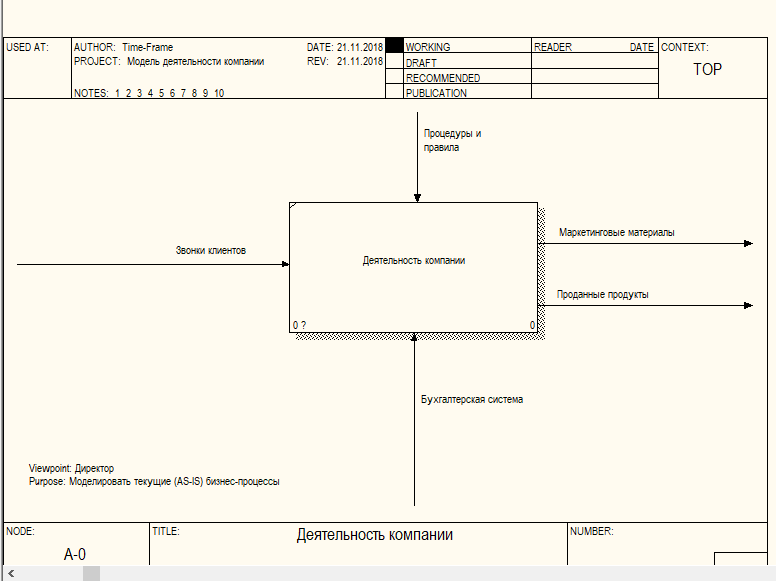 USED AT:
AUTHOR: Time-Frame
DATE: 21.11.2018
PROJECT: Модель деятельности компании
REV: 21.11.2018
NOTES: 1 2 3 4 5 6 7 8 9 10
WORKING
DRAFT
RECOMMENDED
PUBLICATION
READER
DATE
CONTEXT:
TOP
Процедуры и
правила
Звонки клиентов
Деятельность компании
0 ?
0
Маркетинговые материалы
Проданные продукты
Бухгалтерская система
Viewpoint: Директор
Purpose: Моделировать текущие (AS-IS) бизнес-процессы
NODE:
A-0
TITLE:
Деятельность компании
NUMBER: